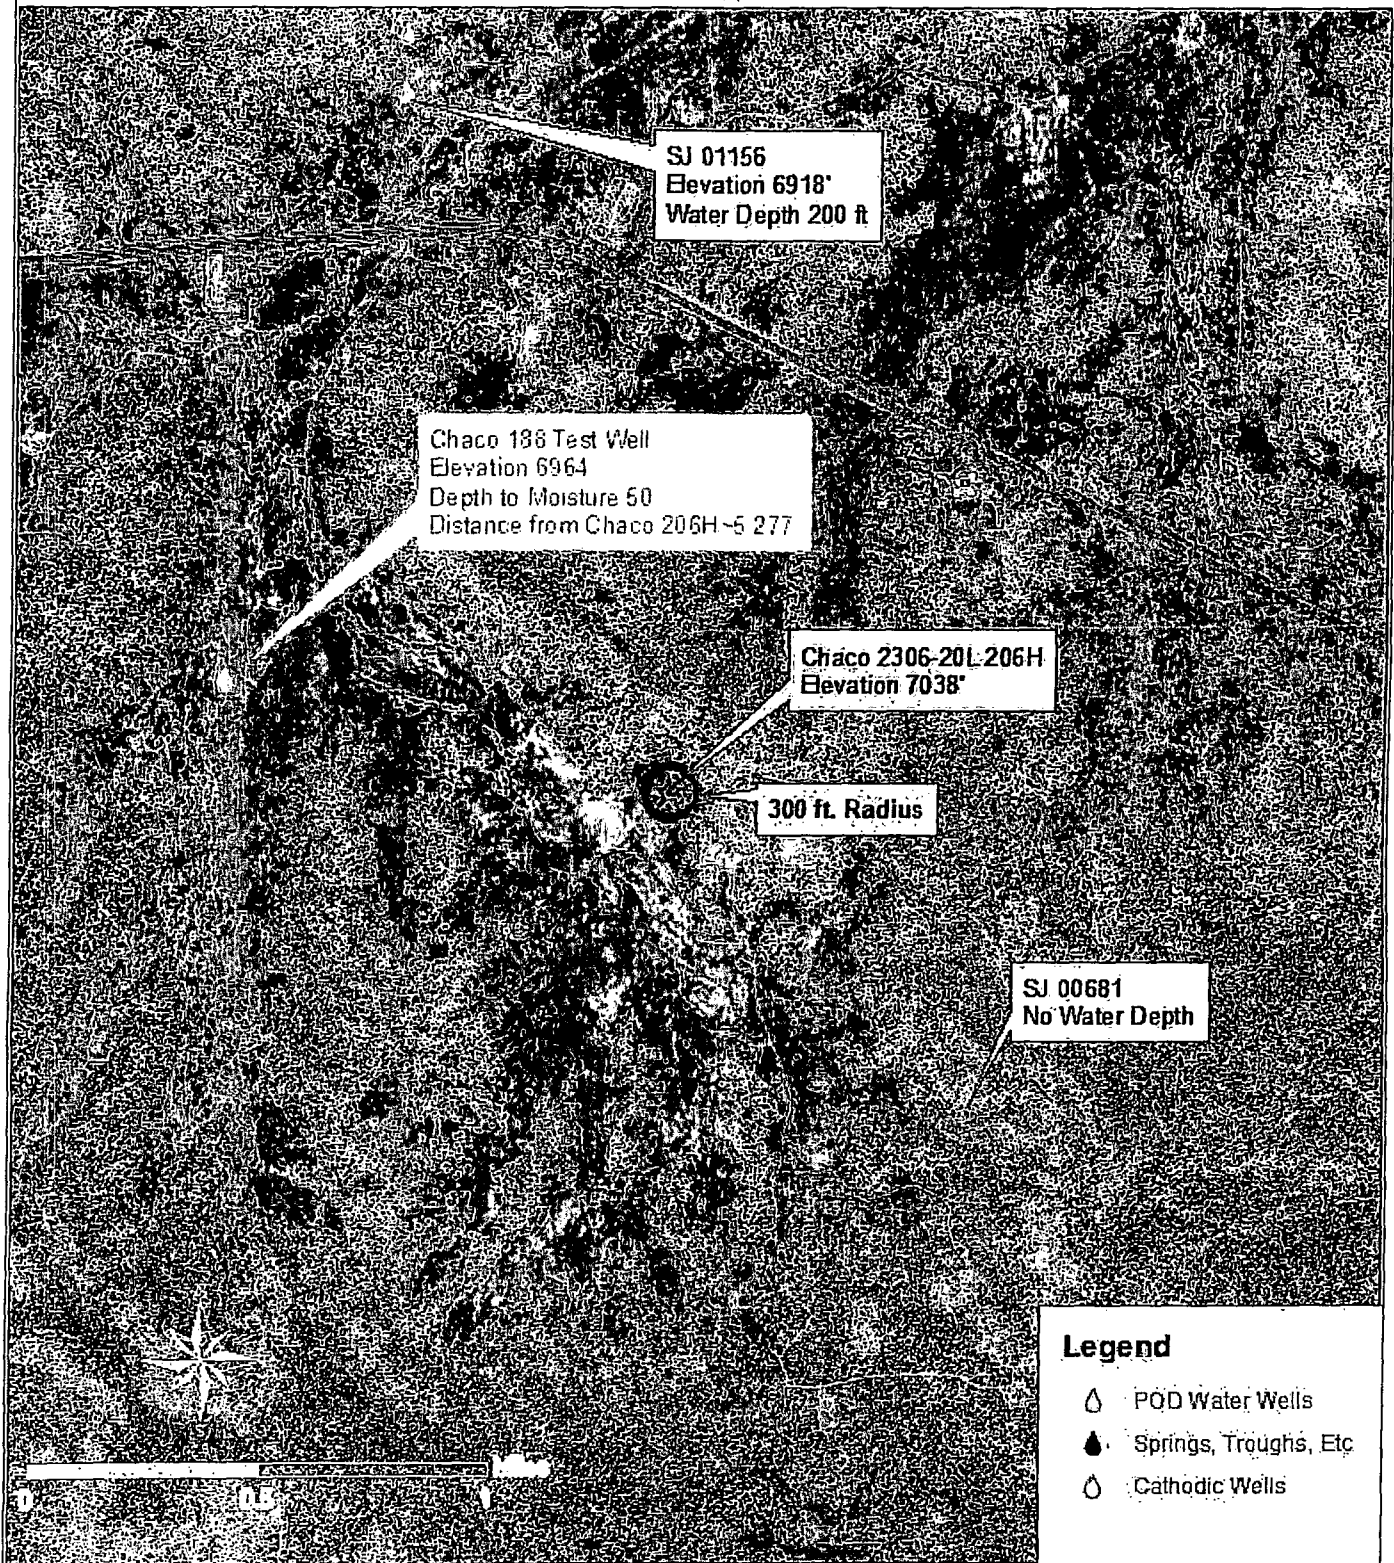 SJ 01156
Elevation 6918'
Water Depth 200 ft
Chaco 188 Test Well
Elevation 6964
Depth to Moisture 50
Distance from Chaco 206H ~5 277
Chaco 2306-20L 206H
Elevation 7038'
300 ft. Radius
SJ 00681
No Water Depth
Legend
POD Water Wells
Springs, Troughs, Etc
Cathodic Wells
0 0.5 1